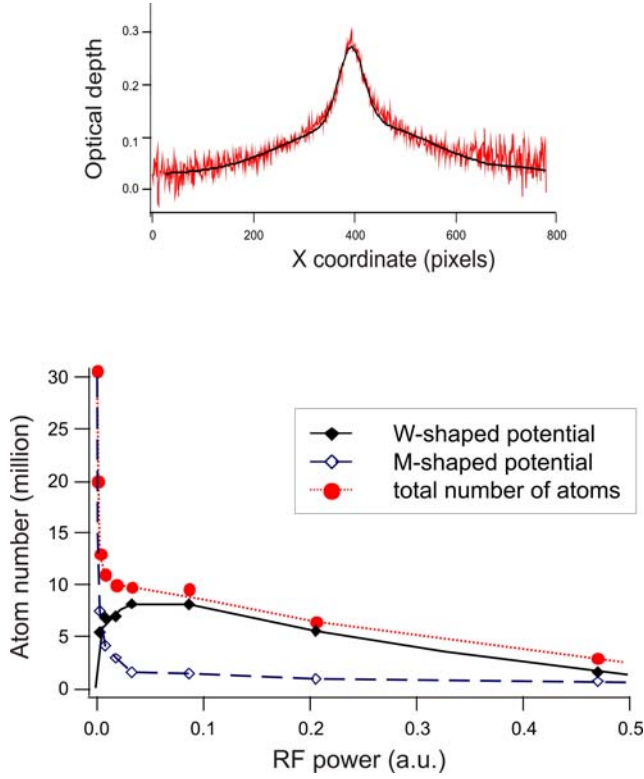 Optical depth
0.3
0.2
0.1
0.0
0 200 400 600 800
X coordinate (pixels)
Atom number (million)
30
25
20
15
10
5
0
W-shaped potential
M-shaped potential
total number of atoms
0.0 0.1 0.2 0.3 0.4 0.5
RF power (a.u.)